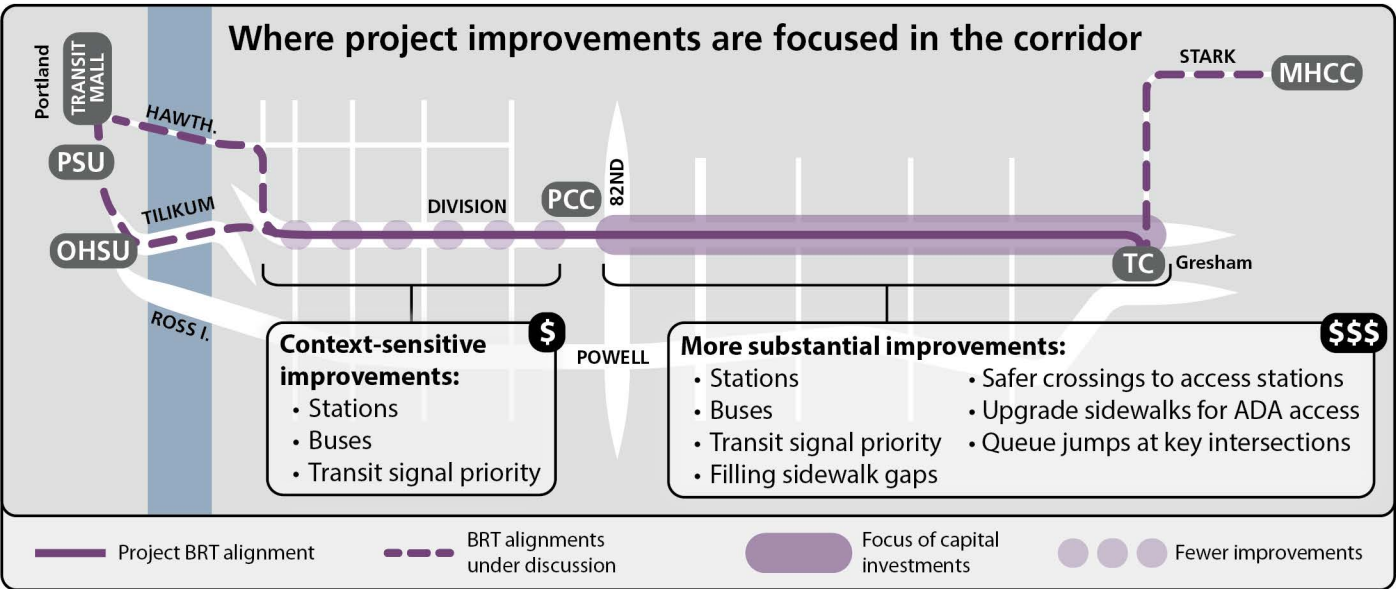 Where project improvements are focused in the corridor
Portland
TRANSIT
MALL
PSU
OHSU
HAWTH.
TILIKUM
ROSS I.
DIVISION
PCC
82ND
POWELL
STARK
MHCC
TC
Gresham
$
Context-sensitive
improvements:
• Stations
• Buses
• Transit signal priority
$$$
More substantial improvements:
• Stations
• Buses
• Transit signal priority
• Filling sidewalk gaps
• Safer crossings to access stations
• Upgrade sidewalks for ADA access
• Queue jumps at key intersections
Project BRT alignment
BRT alignments
under discussion
Focus of capital
investments
Fewer improvements